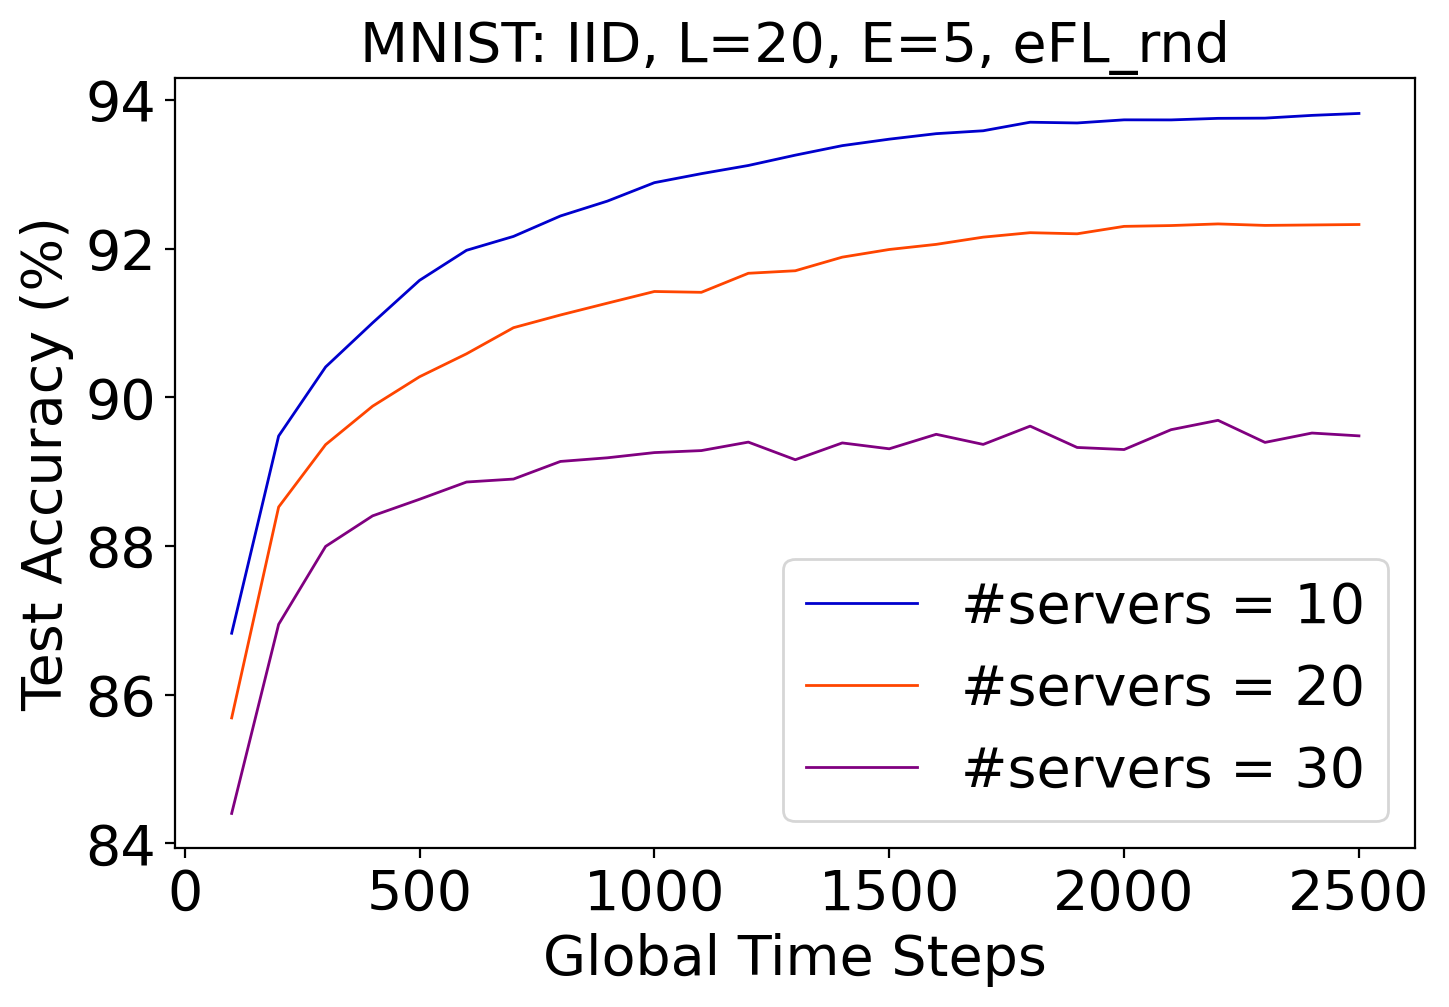 MNIST: IID, L=20, E=5, eFL_rnd
94
92
90
88
86
84
Test Accuracy (%)
#servers = 10
#servers = 20
#servers = 30
0 500 1000 1500 2000 2500
Global Time Steps